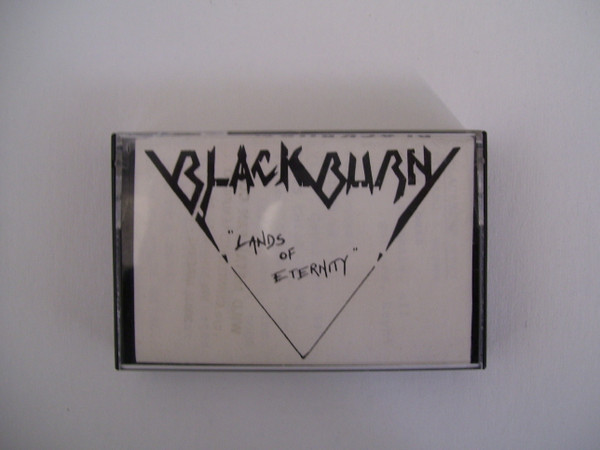 BLACKBURN
"LANDS
OF
ETERNITY"